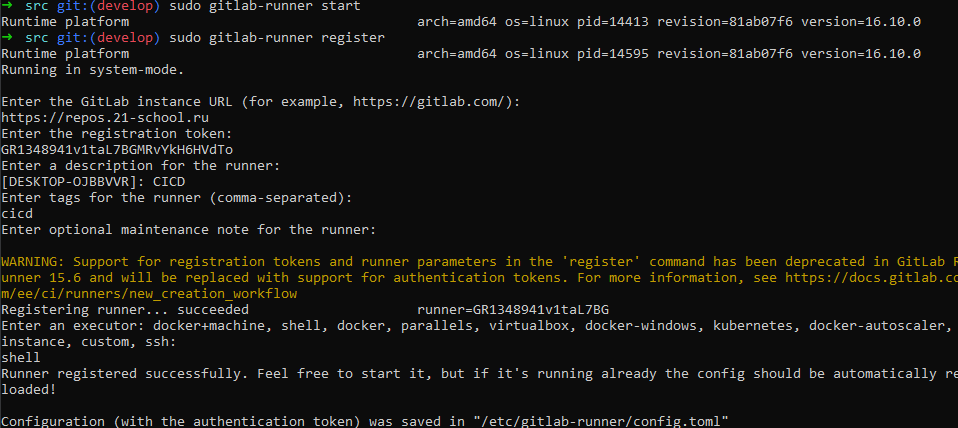 → src git:(develop) sudo gitlab-runner start
Runtime platform arch=amd64 os=linux pid=14413 revision=81ab07f6 version=16.10.0
→ src git:(develop) sudo gitlab-runner register
Runtime platform arch=amd64 os=linux pid=14595 revision=81ab07f6 version=16.10.0
Running in system-mode.
Enter the GitLab instance URL (for example, https://gitlab.com/):
https://repos.21-school.ru
Enter the registration token:
GR1348941v1taL7BGMRvYkH6HVdTo
Enter a description for the runner:
[DESKTOP-OJBBVVR]: CICD
Enter tags for the runner (comma-separated):
cicd
Enter optional maintenance note for the runner:
WARNING: Support for registration tokens and runner parameters in the 'register' command has been deprecated in GitLab R
unner 15.6 and will be replaced with support for authentication tokens. For more information, see https://docs.gitlab.co
m/ee/ci/runners/new_creation_workflow
Registering runner... succeeded runner=GR1348941v1taL7BG
Enter an executor: docker+machine, shell, docker, parallels, virtualbox, docker-windows, kubernetes, docker-autoscaler,
instance, custom, ssh:
shell
Runner registered successfully. Feel free to start it, but if it's running already the config should be automatically re
loaded!
Configuration (with the authentication token) was saved in "/etc/gitlab-runner/config.toml"